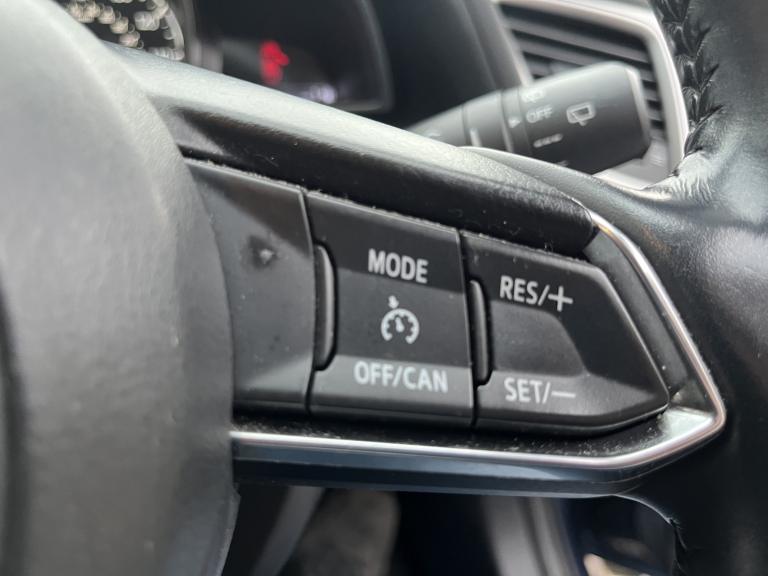 OFF
MODE
RES/+
OFF/CAN
SET/—